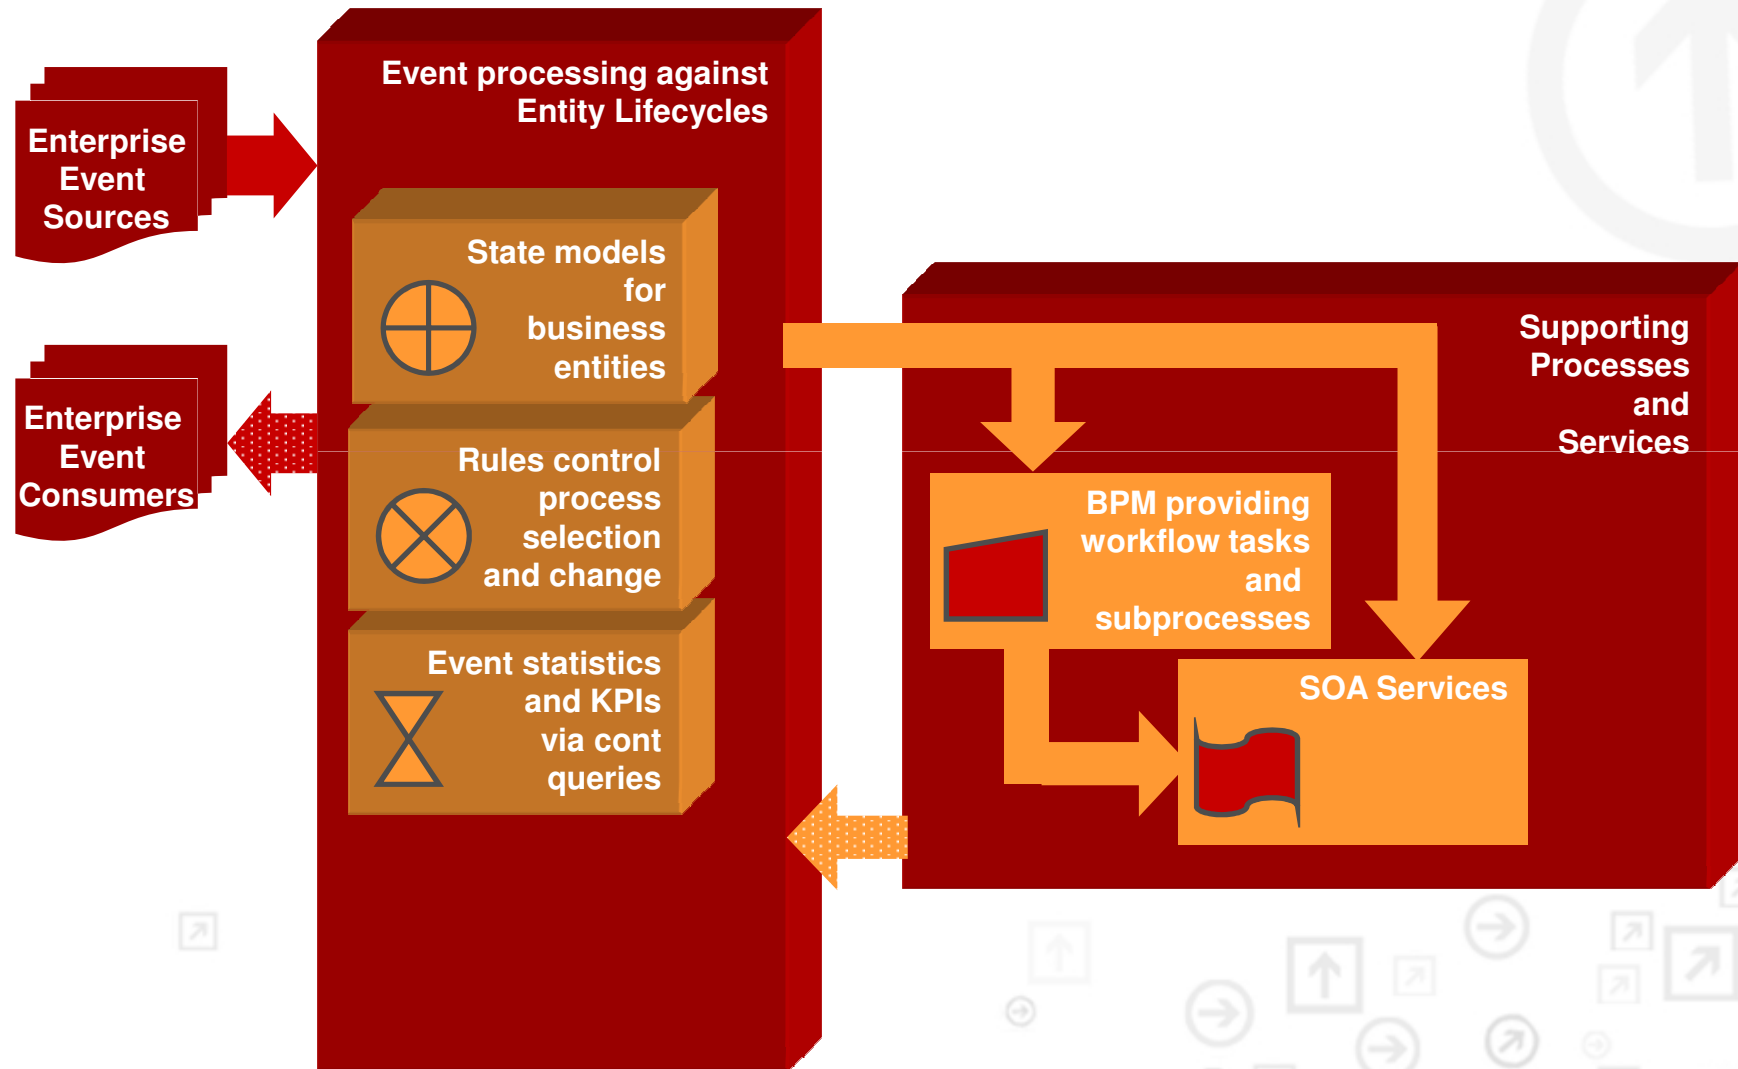 Event processing against
Entity Lifecycles
Enterprise
Event
Sources
State models
for
business
entities
Supporting
Processes
and
Services
Enterprise
Event
Consumers
Rules control
process
selection
and change
BPM providing
workflow tasks
and
subprocesses
Event statistics
and KPIs
via cont
queries
SOA Services